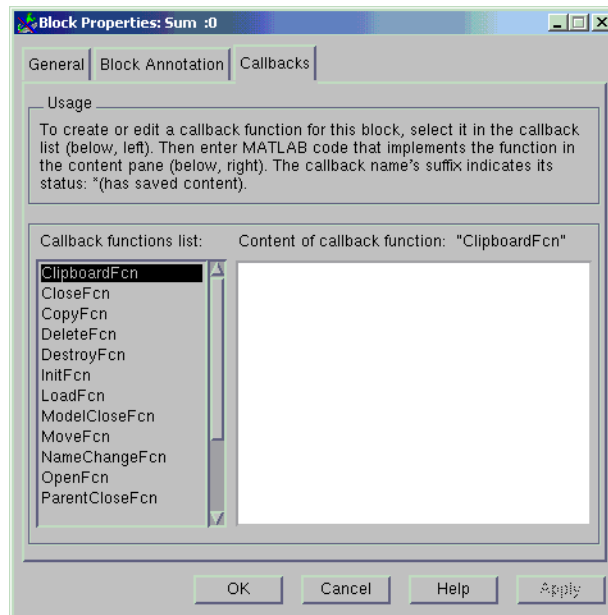 Block Properties: Sum :0
General Block Annotation Callbacks
Usage
To create or edit a callback function for this block, select it in the callback
list (below, left). Then enter MATLAB code that implements the function in
the content pane (below, right). The callback name's suffix indicates its
status: *(has saved content).
Callback functions list: Content of callback function: "ClipboardFcn"
ClipboardFcn
CloseFcn
CopyFcn
DeleteFcn
DestroyFcn
InitFcn
LoadFcn
ModelCloseFcn
MoveFcn
NameChangeFcn
OpenFcn
ParentCloseFcn
OK Cancel Help Apply